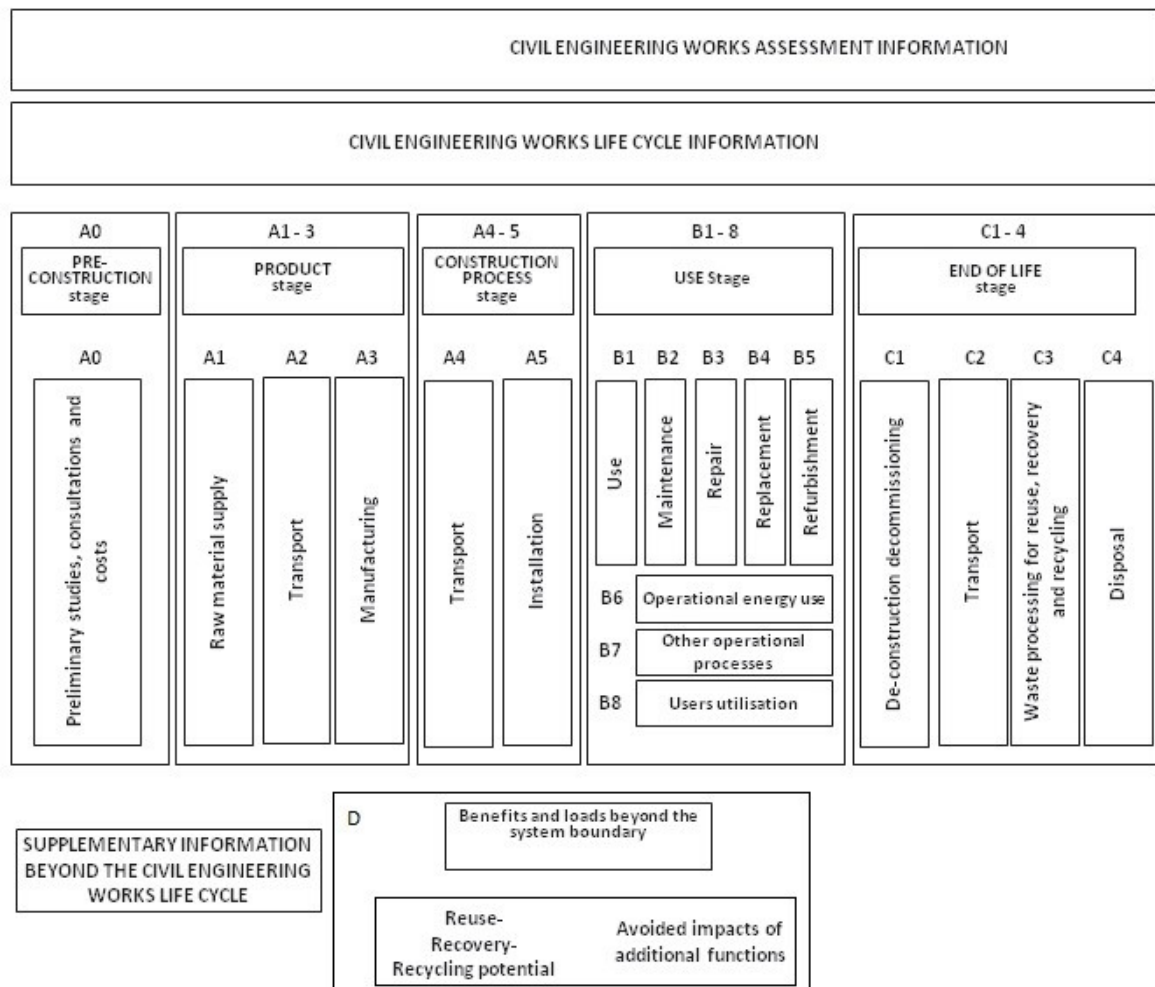 CIVIL ENGINEERING WORKS ASSESSMENT INFORMATION
CIVIL ENGINEERING WORKS LIFE CYCLE INFORMATION
A0
PRE-
CONSTRUCTION
stage
A1 - 3
PRODUCT
stage
A4 - 5
CONSTRUCTION
PROCESS
stage
B1 - 8
USE Stage
C1 - 4
END OF LIFE
stage
A0
Preliminary studies, consultations and
costs
A1
Raw material supply
A2
Transport
A3
Manufacturing
A4
Transport
A5
Installation
B1
Use
B2
Maintenance
B3
Repair
B4
Replacement
B5
Refurbishment
B6
Operational energy use
B7
Other operational
processes
B8
Users utilisation
C1
De-construction decommissioning
C2
Transport
C3
Waste processing for reuse, recovery
and recycling
C4
Disposal
SUPPLEMENTARY INFORMATION
BEYOND THE CIVIL ENGINEERING
WORKS LIFE CYCLE
D
Benefits and loads beyond the
system boundary
Reuse-
Recovery-
Recycling potential
Avoided impacts of
additional functions